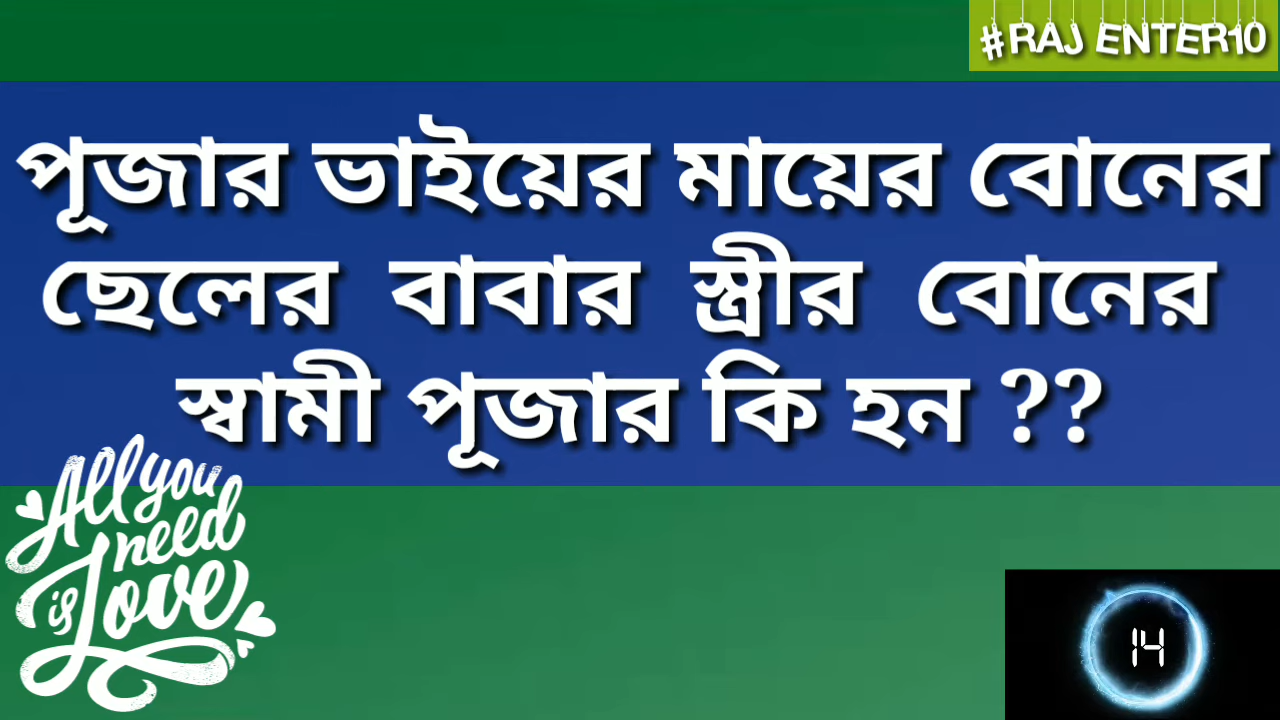 #RAJ ENTER10
পূজার ভাইয়ের মায়ের বোনের
ছেলের বাবার স্ত্রীর বোনের
স্বামী পূজার কি হন ??
All you
need
is Love
14